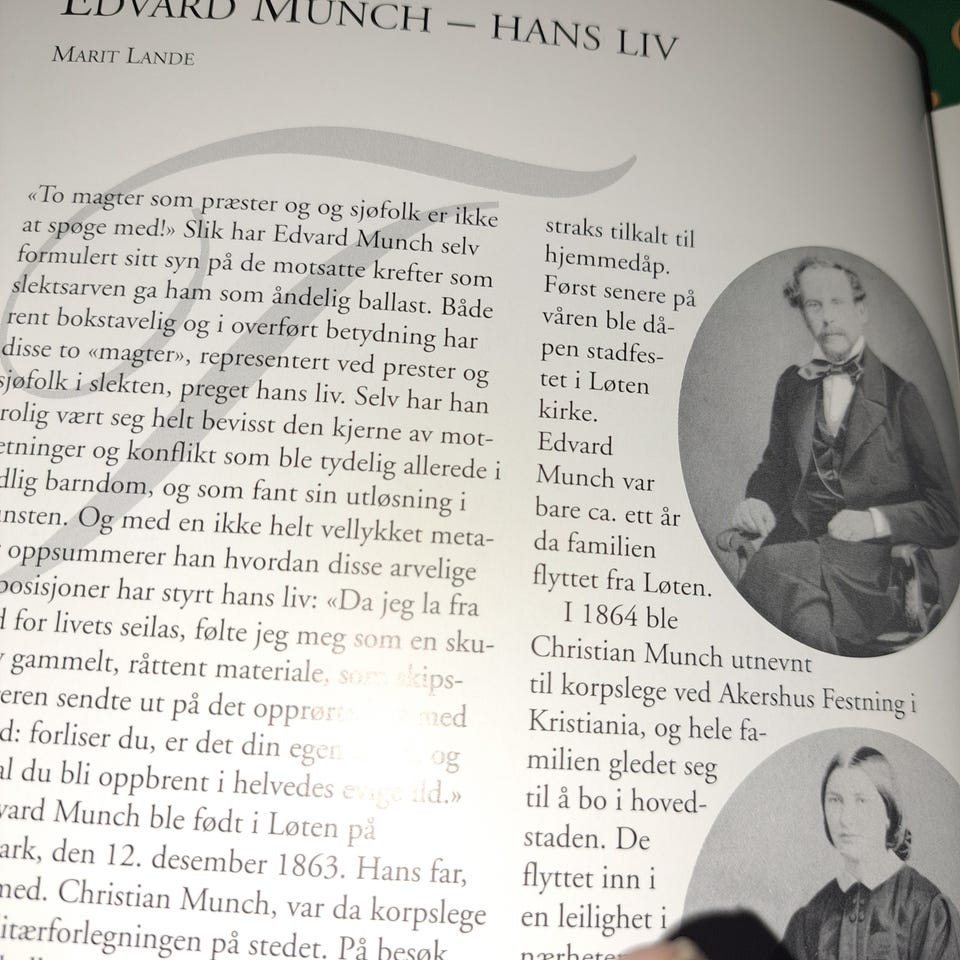 EDVARD MUNCH – HANS LIV
MARIT LANDE
«To magter som præster og og sjøfolk er ikke
at spøge med!» Slik har Edvard Munch selv
formulert sitt syn på de motsatte krefter som
slektsarven ga ham som åndelig ballast. Både
rent bokstavelig og i overført betydning har
disse to «magter», representert ved prester og
sjøfolk i slekten, preget hans liv. Selv har han
rolig vært seg helt bevisst den kjerne av mot-
etninger og konflikt som ble tydelig allerede i
dlig barndom, og som fant sin utløsning i
unsten. Og med en ikke helt vellykket meta-
oppsummerer han hvordan disse arvelige
posisjoner har styrt hans liv: «Da jeg la fra
for livets seilas, følte jeg meg som en sku-
gammelt, råttent materiale, som skips-
eren sendte ut på det opprørt med
d: forliser du, er det din egen og
al du bli oppbrent i helvedes evige ild.»
vard Munch ble født i Løten på
ark, den 12. desember 1863. Hans far,
med. Christian Munch, var da korpslege
itærforlegningen på stedet. På besøk
straks tilkalt til
hjemmedåp.
Først senere på
våren ble då-
pen stadfes-
tet i Løten
kirke.
Edvard
Munch var
bare ca. ett år
da familien
flyttet fra Løten.
I 1864 ble
Christian Munch utnevnt
til korpslege ved Akershus Festning i
Kristiania, og hele fa-
milien gledet seg
til å bo i hoved-
staden. De
flyttet inn i
en leilighet i
nærheten